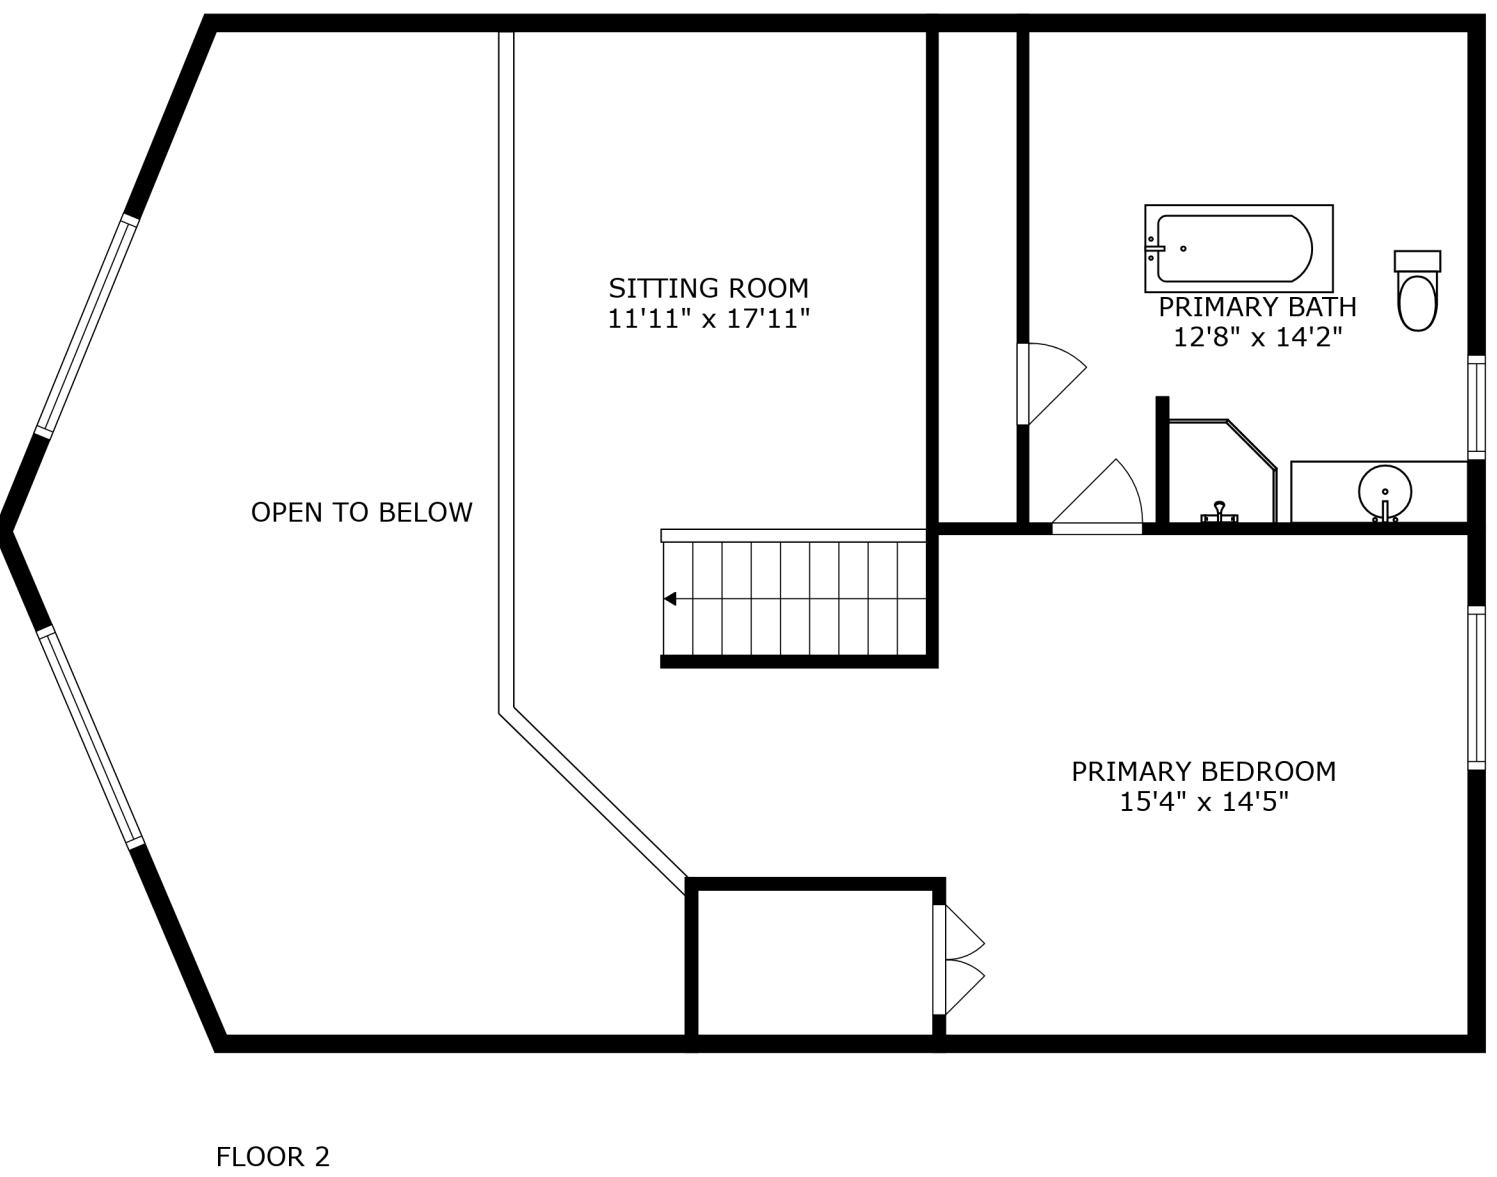 SITTING ROOM
11'11" x 17'11"
PRIMARY BATH
12'8" x 14'2"
OPEN TO BELOW
PRIMARY BEDROOM
15'4" x 14'5"
FLOOR 2